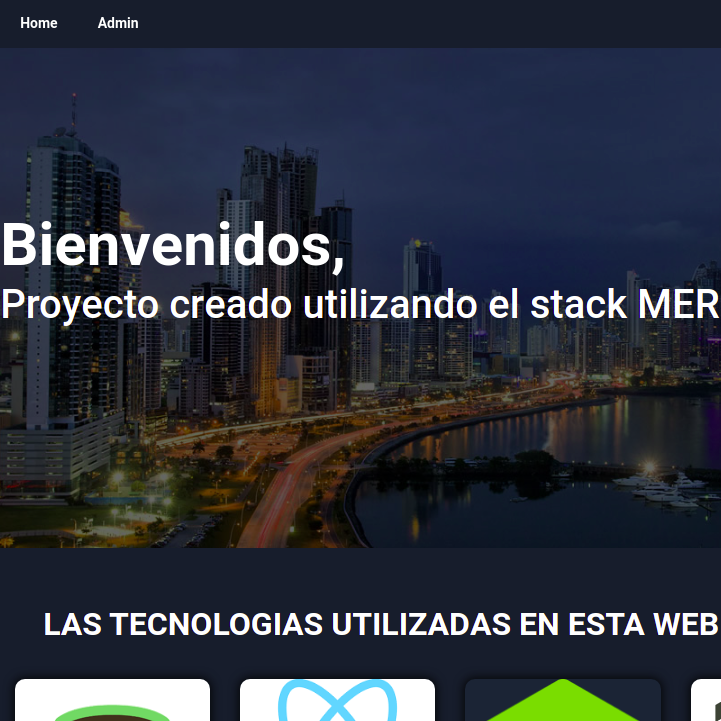 Home Admin
Bienvenidos,
Proyecto creado utilizando el stack MER
LAS TECNOLOGIAS UTILIZADAS EN ESTA WEB